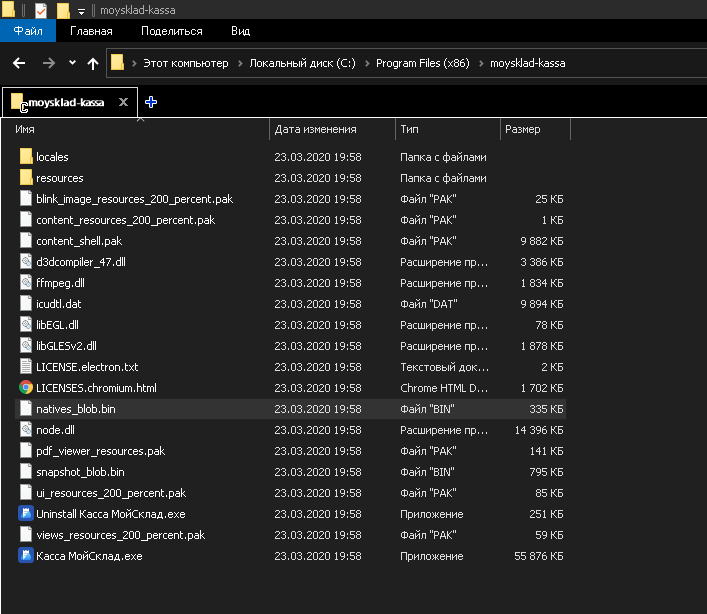 moysklad-kassa
Файл Главная Поделиться Вид
Этот компьютер > Локальный диск (C:) > Program Files (x86) > moysklad-kassa
moysklad-kassa
Имя Дата изменения Тип Размер
locales 23.03.2020 19:58 Папка с файлами
resources 23.03.2020 19:58 Папка с файлами
blink_image_resources_200_percent.pak 23.03.2020 19:58 Файл "PAK" 25 КБ
content_resources_200_percent.pak 23.03.2020 19:58 Файл "PAK" 1 КБ
content_shell.pak 23.03.2020 19:58 Файл "PAK" 9 882 КБ
d3dcompiler_47.dll 23.03.2020 19:58 Расширение пр... 3 386 КБ
ffmpeg.dll 23.03.2020 19:58 Расширение пр... 1 834 КБ
icudtl.dat 23.03.2020 19:58 Файл "DAT" 9 894 КБ
libEGL.dll 23.03.2020 19:58 Расширение пр... 78 КБ
libGLESv2.dll 23.03.2020 19:58 Расширение пр... 1 878 КБ
LICENSE.electron.txt 23.03.2020 19:58 Текстовый док... 2 КБ
LICENSES.chromium.html 23.03.2020 19:58 Chrome HTML D... 1 702 КБ
natives_blob.bin 23.03.2020 19:58 Файл "BIN" 335 КБ
node.dll 23.03.2020 19:58 Расширение пр... 14 396 КБ
pdf_viewer_resources.pak 23.03.2020 19:58 Файл "PAK" 141 КБ
snapshot_blob.bin 23.03.2020 19:58 Файл "BIN" 795 КБ
ui_resources_200_percent.pak 23.03.2020 19:58 Файл "PAK" 85 КБ
Uninstall Касса МойСклад.exe 23.03.2020 19:58 Приложение 251 КБ
views_resources_200_percent.pak 23.03.2020 19:58 Файл "PAK" 59 КБ
Касса МойСклад.exe 23.03.2020 19:58 Приложение 55 876 КБ